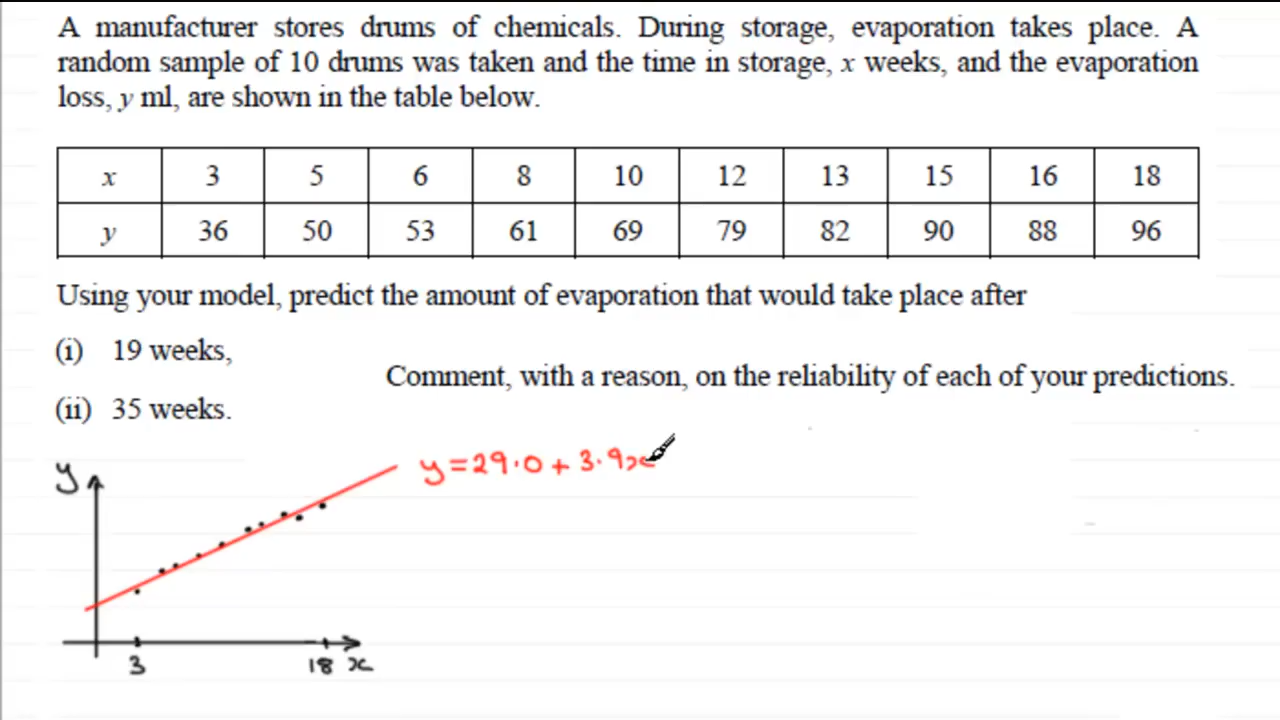 A manufacturer stores drums of chemicals. During storage, evaporation takes place. A
random sample of 10 drums was taken and the time in storage, x weeks, and the evaporation
loss, y ml, are shown in the table below.
x 3 5 6 8 10 12 13 15 16 18
y 36 50 53 61 69 79 82 90 88 96
Using your model, predict the amount of evaporation that would take place after
(i) 19 weeks,
Comment, with a reason, on the reliability of each of your predictions.
(ii) 35 weeks.
y
y = 29.0 + 3.9x
3 18 x